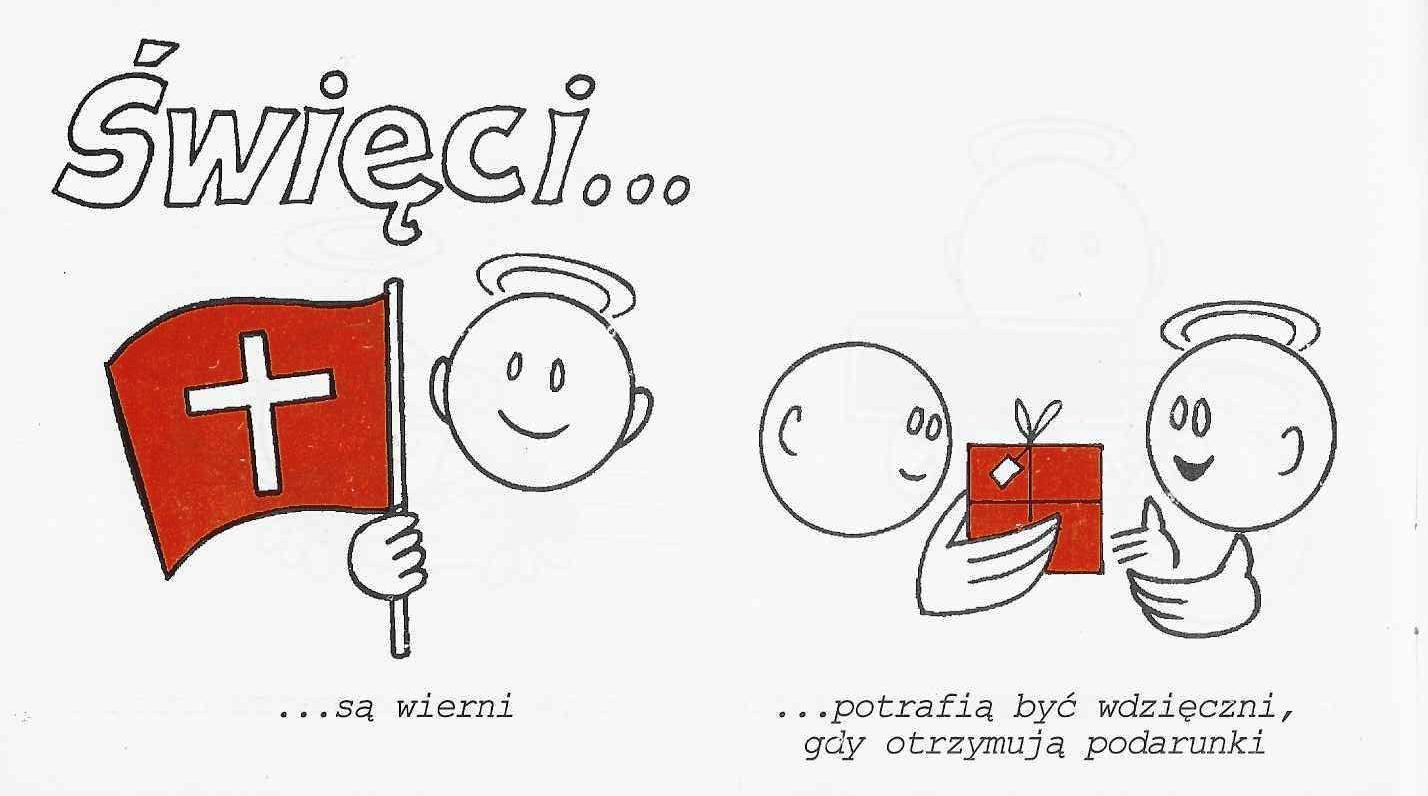 Święci...
...są wierni
...potrafią być wdzięczni,
gdy otrzymują podarunki